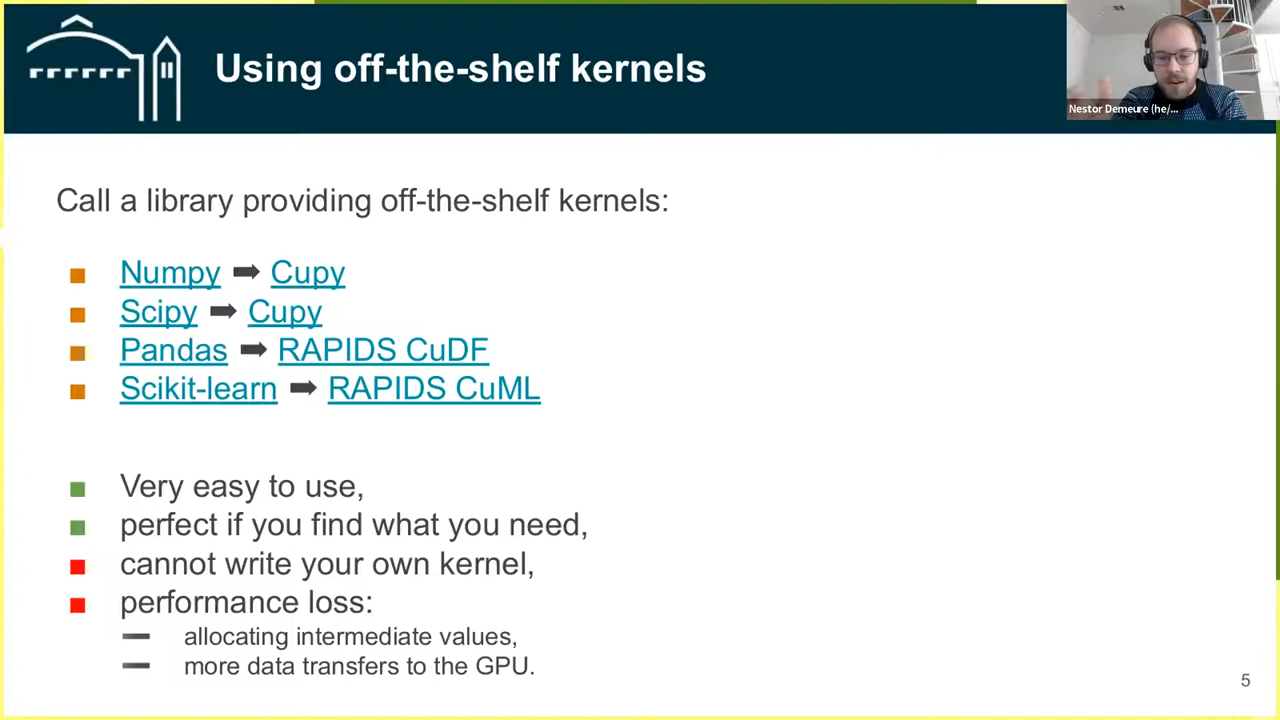 Using off-the-shelf kernels
Nestor Demeure (he/...
Call a library providing off-the-shelf kernels:
Numpy ➡ Cupy
Scipy ➡ Cupy
Pandas ➡ RAPIDS CuDF
Scikit-learn ➡ RAPIDS CuML
Very easy to use,
perfect if you find what you need,
cannot write your own kernel,
performance loss:
allocating intermediate values,
more data transfers to the GPU.
5